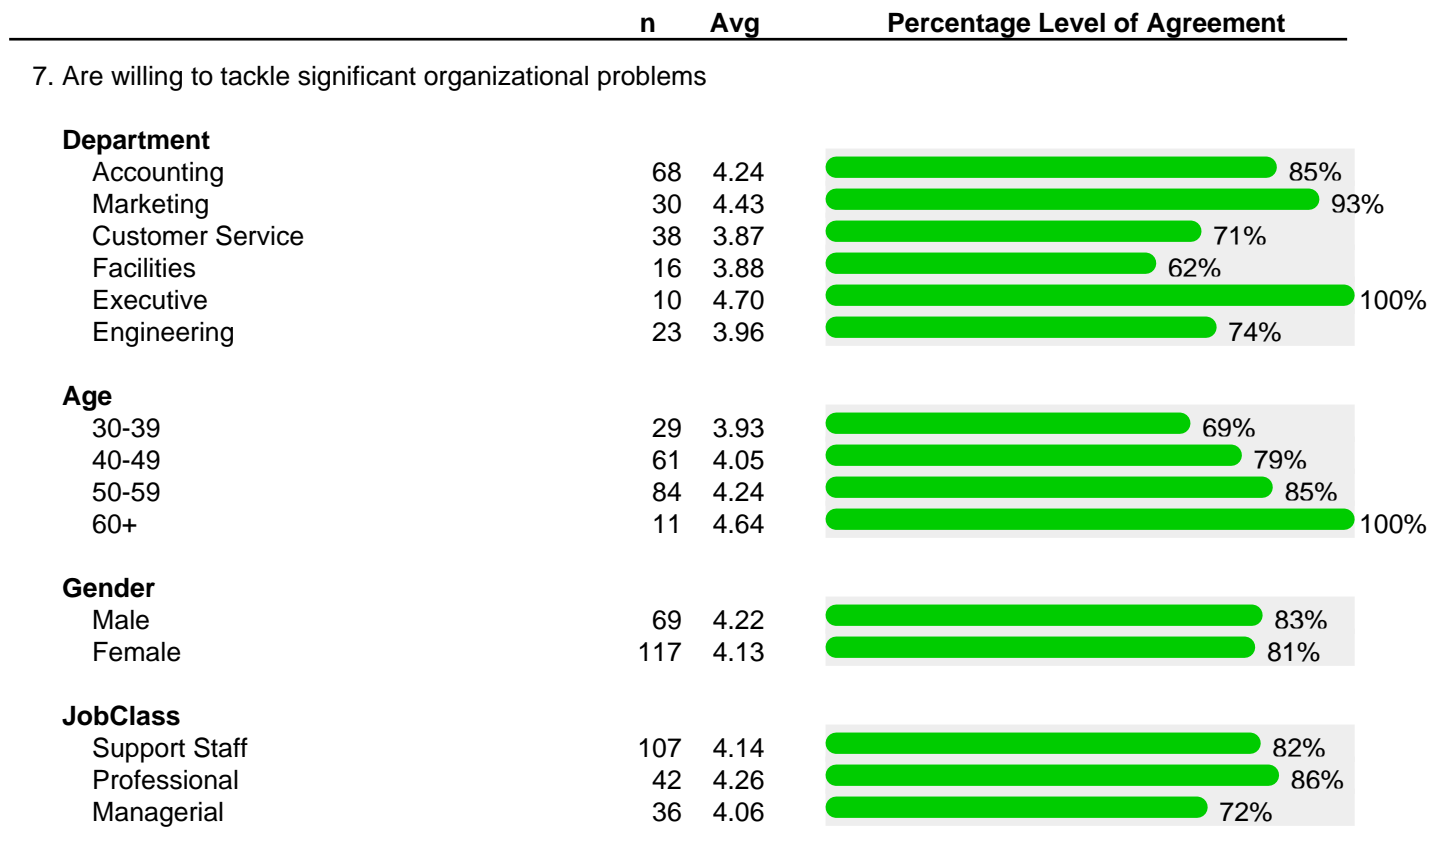 n Avg Percentage Level of Agreement
7. Are willing to tackle significant organizational problems
Department
Accounting 68 4.24 85%
Marketing 30 4.43 93%
Customer Service 38 3.87 71%
Facilities 16 3.88 62%
Executive 10 4.70 100%
Engineering 23 3.96 74%
Age
30-39 29 3.93 69%
40-49 61 4.05 79%
50-59 84 4.24 85%
60+ 11 4.64 100%
Gender
Male 69 4.22 83%
Female 117 4.13 81%
JobClass
Support Staff 107 4.14 82%
Professional 42 4.26 86%
Managerial 36 4.06 72%